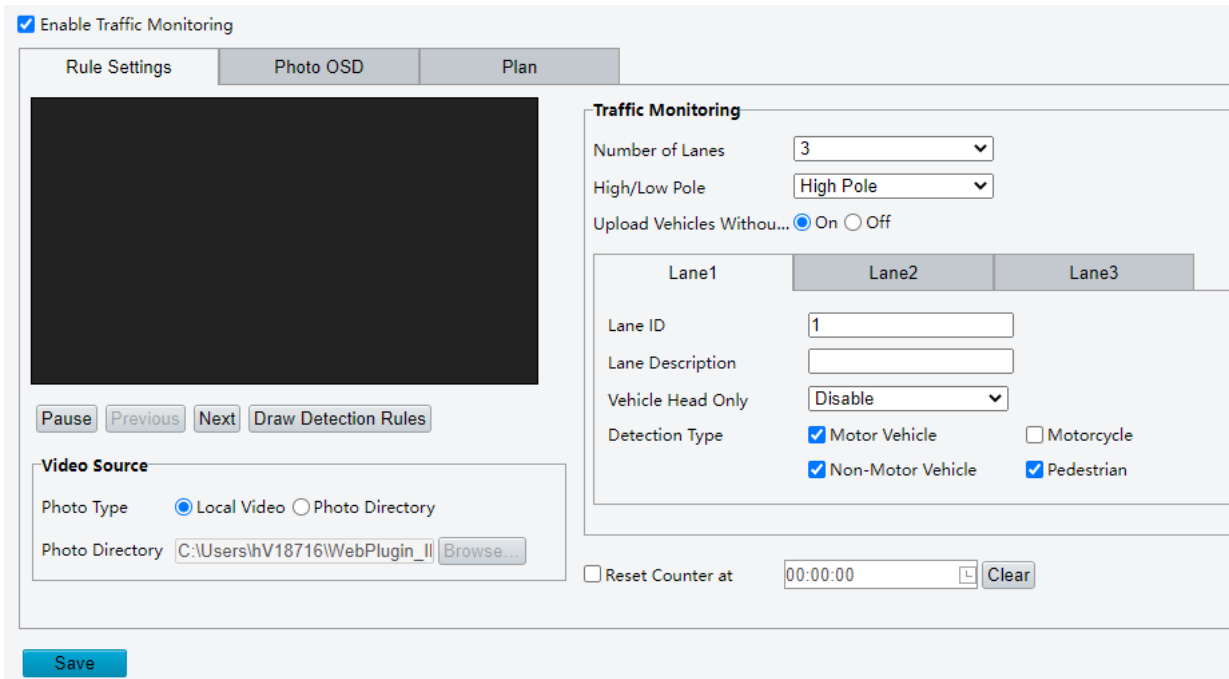 Enable Traffic Monitoring
Rule Settings
Photo OSD
Plan
Pause
Previous
Next
Draw Detection Rules
Video Source
Photo Type
Local Video
Photo Directory
Photo Directory
C:\Users\hV18716\WebPlugin_II
Browse...
Traffic Monitoring
Number of Lanes
3
High/Low Pole
High Pole
Upload Vehicles Withou...
On
Off
Lane1
Lane2
Lane3
Lane ID
1
Lane Description
Vehicle Head Only
Disable
Detection Type
Motor Vehicle
Motorcycle
Non-Motor Vehicle
Pedestrian
Reset Counter at
00:00:00
Clear
Save